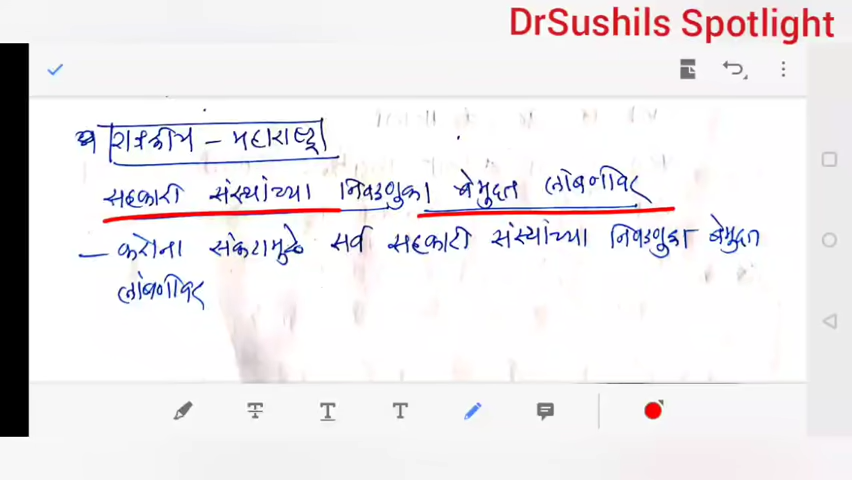 DrSushils Spotlight
राजकीय - महाराष्ट्र
सहकारी संस्थांच्या निवडणुका बेमुदत लांबणीवर
- करोना संकटामुळे सर्व सहकारी संस्थांच्या निवडणुका बेमुदत
लांबणीवर